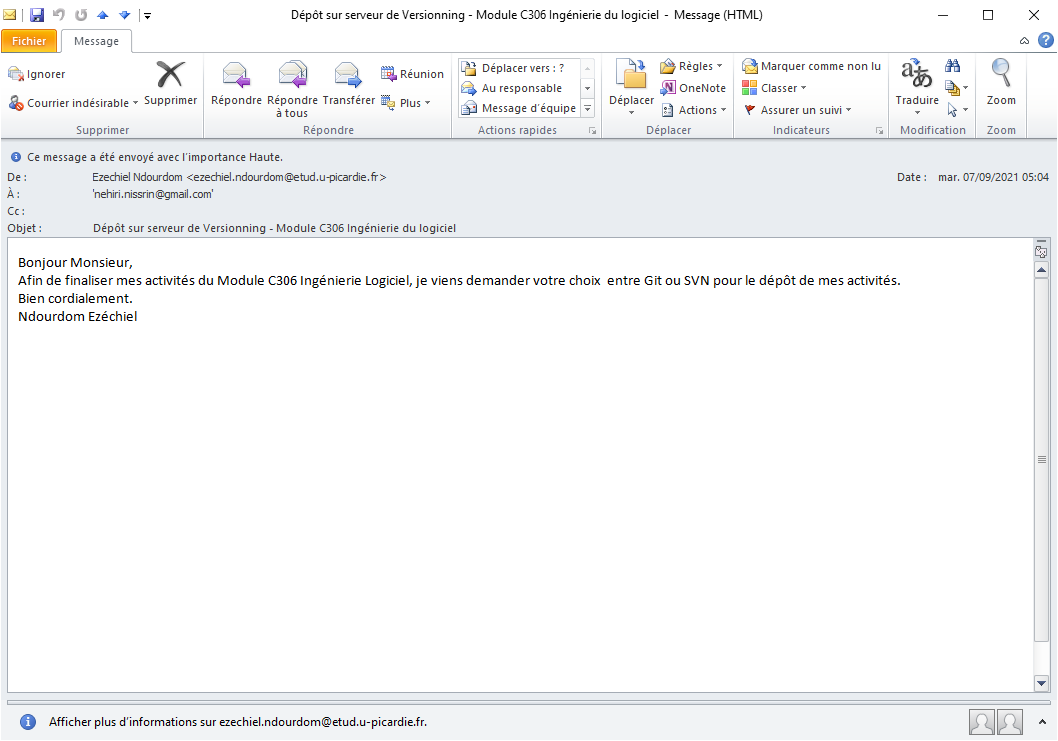 Dépôt sur serveur de Versionning - Module C306 Ingénierie du logiciel - Message (HTML)
Fichier Message
Ignorer
Courrier indésirable
Supprimer
Supprimer
Répondre
Répondre à tous
Transférer
Réunion
Plus
Répondre
Déplacer vers : ?
Au responsable
Message d'équipe
Actions rapides
Déplacer
Règles
OneNote
Actions
Déplacer
Marquer comme non lu
Classer
Assurer un suivi
Indicateurs
Traduire
Modification
Zoom
Zoom
Ce message a été envoyé avec l'importance Haute.
De : Ezechiel Ndourdom <ezechiel.ndourdom@etud.u-picardie.fr> Date : mar. 07/09/2021 05:04
À : 'nehiri.nissrin@gmail.com'
Cc :
Objet : Dépôt sur serveur de Versionning - Module C306 Ingénierie du logiciel
Bonjour Monsieur,
Afin de finaliser mes activités du Module C306 Ingénierie Logiciel, je viens demander votre choix  entre Git ou SVN pour le dépôt de mes activités.
Bien cordialement.
Ndourdom Ezéchiel
Afficher plus d'informations sur ezechiel.ndourdom@etud.u-picardie.fr.